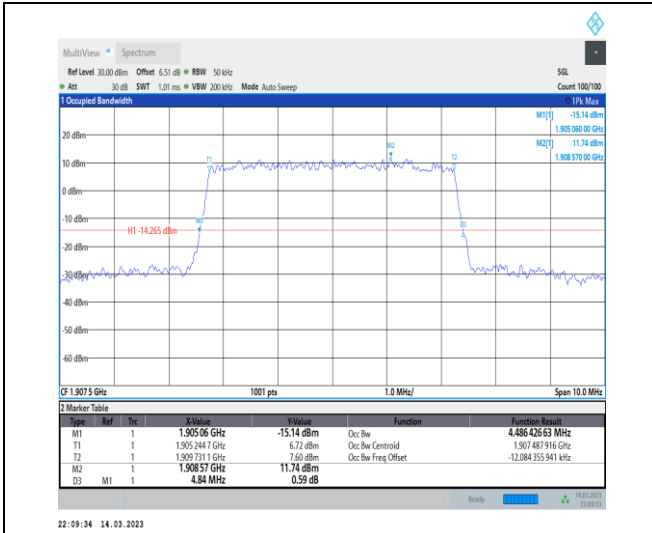 MultiView Spectrum
Ref Level 30.00 dBm Offset 6.51 dB RBW 50 kHz SGL
Att 30 dB SWT 1.01 ms VBW 200 kHz Mode Auto Sweep Count 100/100
1 Occupied Bandwidth 1Pk Max
M1[1] -15.14 dBm
1.905 060 00 GHz
M2[1] 11.74 dBm
1.908 570 00 GHz
20 dBm
M2
T1
T2
10 dBm
0 dBm
-10 dBm
M1
D3
H1 -14.265 dBm
-20 dBm
-30 dBm
-40 dBm
-50 dBm
-60 dBm
CF 1.907 5 GHz 1001 pts 1.0 MHz/ Span 10.0 MHz
2 Marker Table
Type Ref Trc X-Value Y-Value Function Function Result
M1 1 1.905 06 GHz -15.14 dBm Occ Bw 4.486 426 63 MHz
T1 1 1.905 244 7 GHz 6.72 dBm Occ Bw Centroid 1.907 487 916 GHz
T2 1 1.909 731 1 GHz 7.60 dBm Occ Bw Freq Offset -12.084 355 941 kHz
M2 1 1.908 57 GHz 11.74 dBm
D3 M1 1 4.84 MHz 0.59 dB
Ready 14.03.2023
22:09:33
22:09:34 14.03.2023